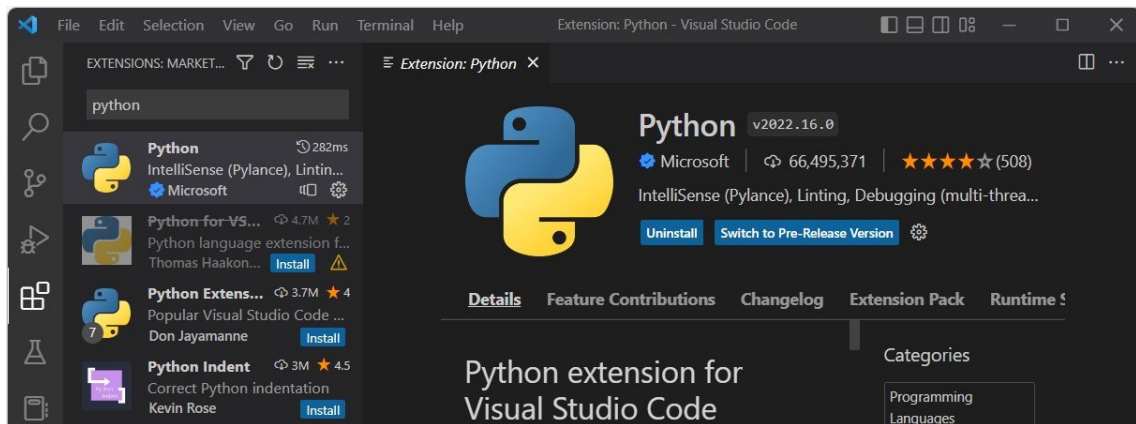 File Edit Selection View Go Run Terminal Help
Extension: Python - Visual Studio Code
EXTENSIONS: MARKET...
python
Python 282ms
IntelliSense (Pylance), Lintin...
Microsoft
Python for VS... 4.7M ★ 2
Python language extension f...
Thomas Haakon... Install
Python Extens... 3.7M ★ 4
Popular Visual Studio Code ...
7
Don Jayamanne Install
Python Indent 3M ★ 4.5
Correct Python indentation
Kevin Rose Install
Extension: Python
Python v2022.16.0
Microsoft 66,495,371 (508)
IntelliSense (Pylance), Linting, Debugging (multi-threa...
Uninstall Switch to Pre-Release Version
Details Feature Contributions Changelog Extension Pack Runtime S
Python extension for
Visual Studio Code
Categories
Programming
Languages